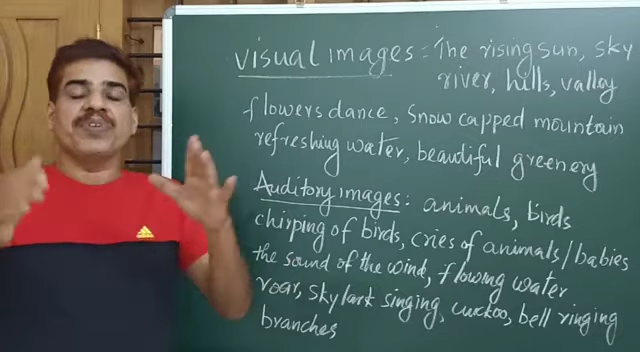 Visual images: The rising sun, sky
river, hills, valley
flowers dance, snow capped mountain
refreshing water, beautiful greenery
Auditory images: animals, birds
chirping of birds, cries of animals/babies
the sound of the wind, flowing water
roar, skylark singing, cuckoo, bell ringing
branches